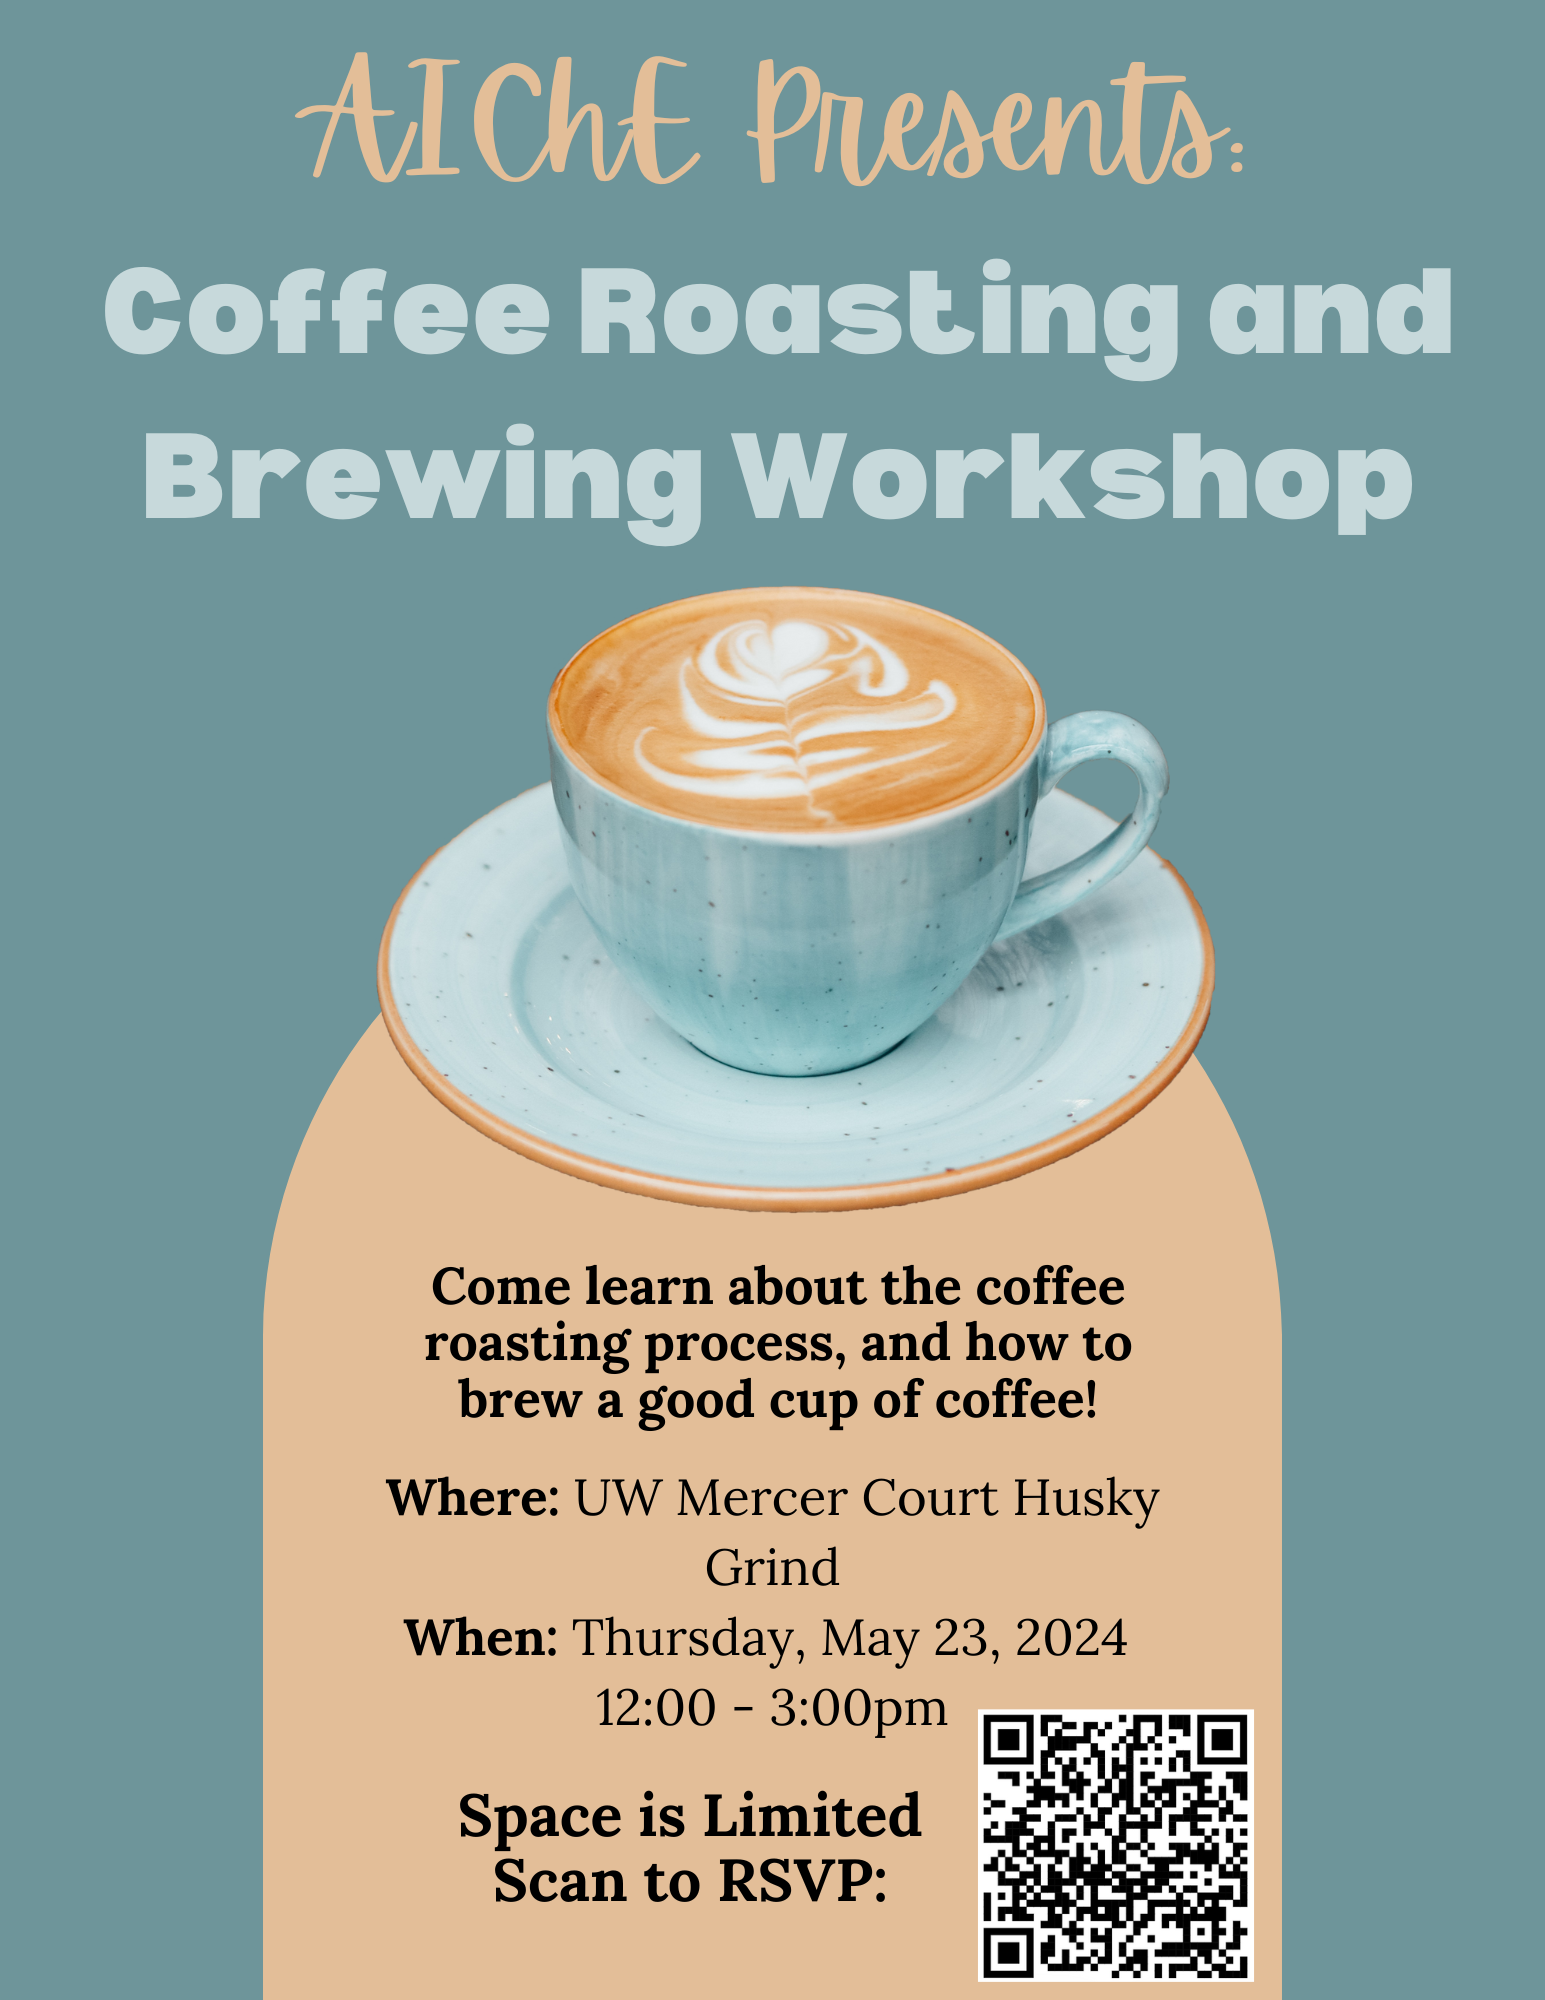 AIChE Presents:
Coffee Roasting and
Brewing Workshop
Come learn about the coffee
roasting process, and how to
brew a good cup of coffee!
Where: UW Mercer Court Husky
Grind
When: Thursday, May 23, 2024
12:00 - 3:00pm
Space is Limited
Scan to RSVP: